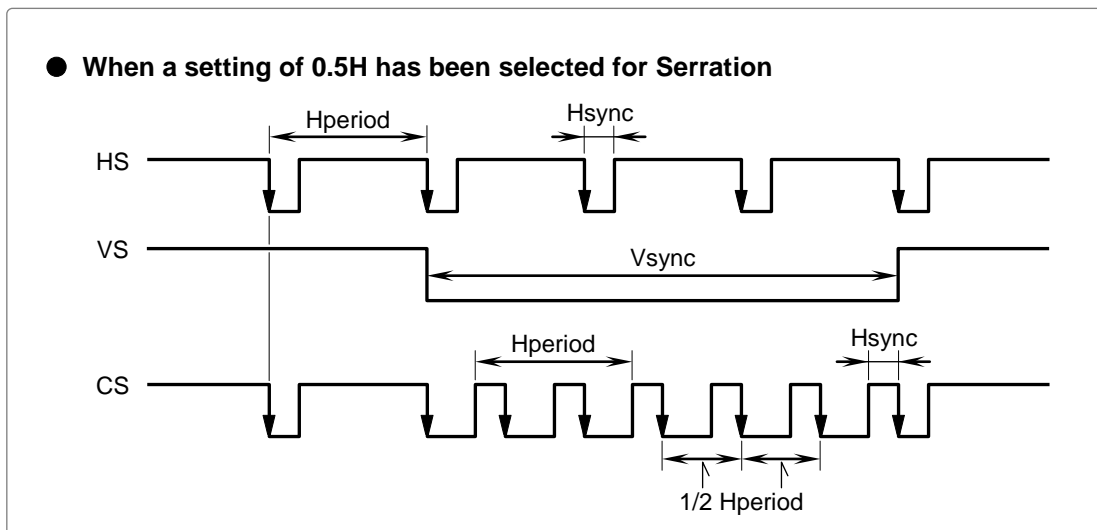 ● When a setting of 0.5H has been selected for Serration
Hperiod
Hsync
HS
VS
Vsync
Hperiod
Hsync
CS
1/2 Hperiod